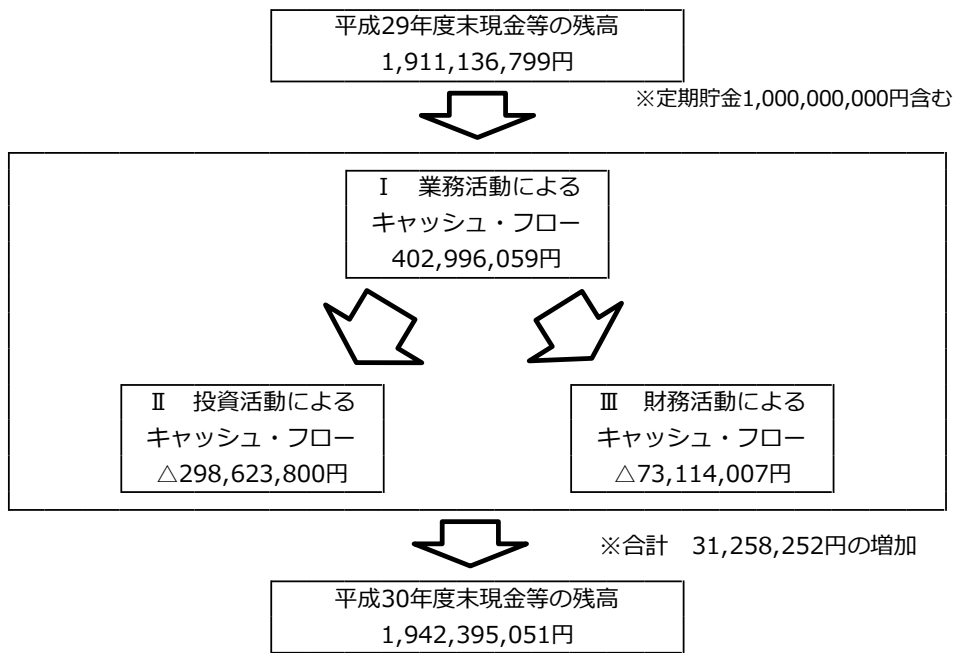 平成29年度末現金等の残高
1,911,136,799円
※定期貯金1,000,000,000円含む
Ⅰ　業務活動による
キャッシュ・フロー
402,996,059円
Ⅱ　投資活動による
キャッシュ・フロー
△298,623,800円
Ⅲ　財務活動による
キャッシュ・フロー
△73,114,007円
※合計　31,258,252円の増加
平成30年度末現金等の残高
1,942,395,051円